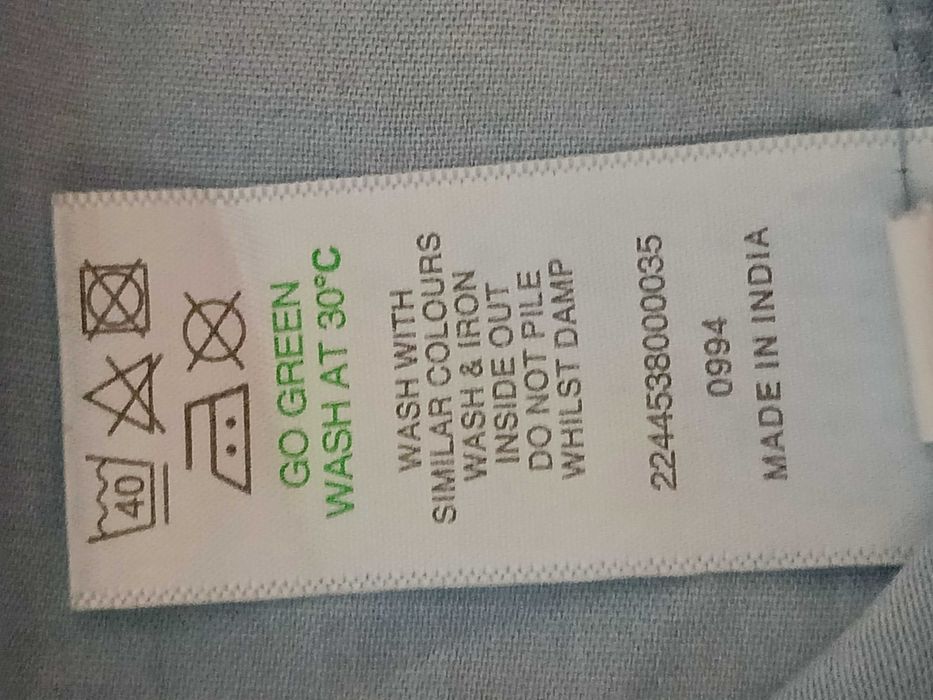 40
GO GREEN
WASH AT 30°C
WASH WITH
SIMILAR COLOURS
WASH & IRON
INSIDE OUT
DO NOT PILE
WHILST DAMP
2244538000035
0994
MADE IN INDIA